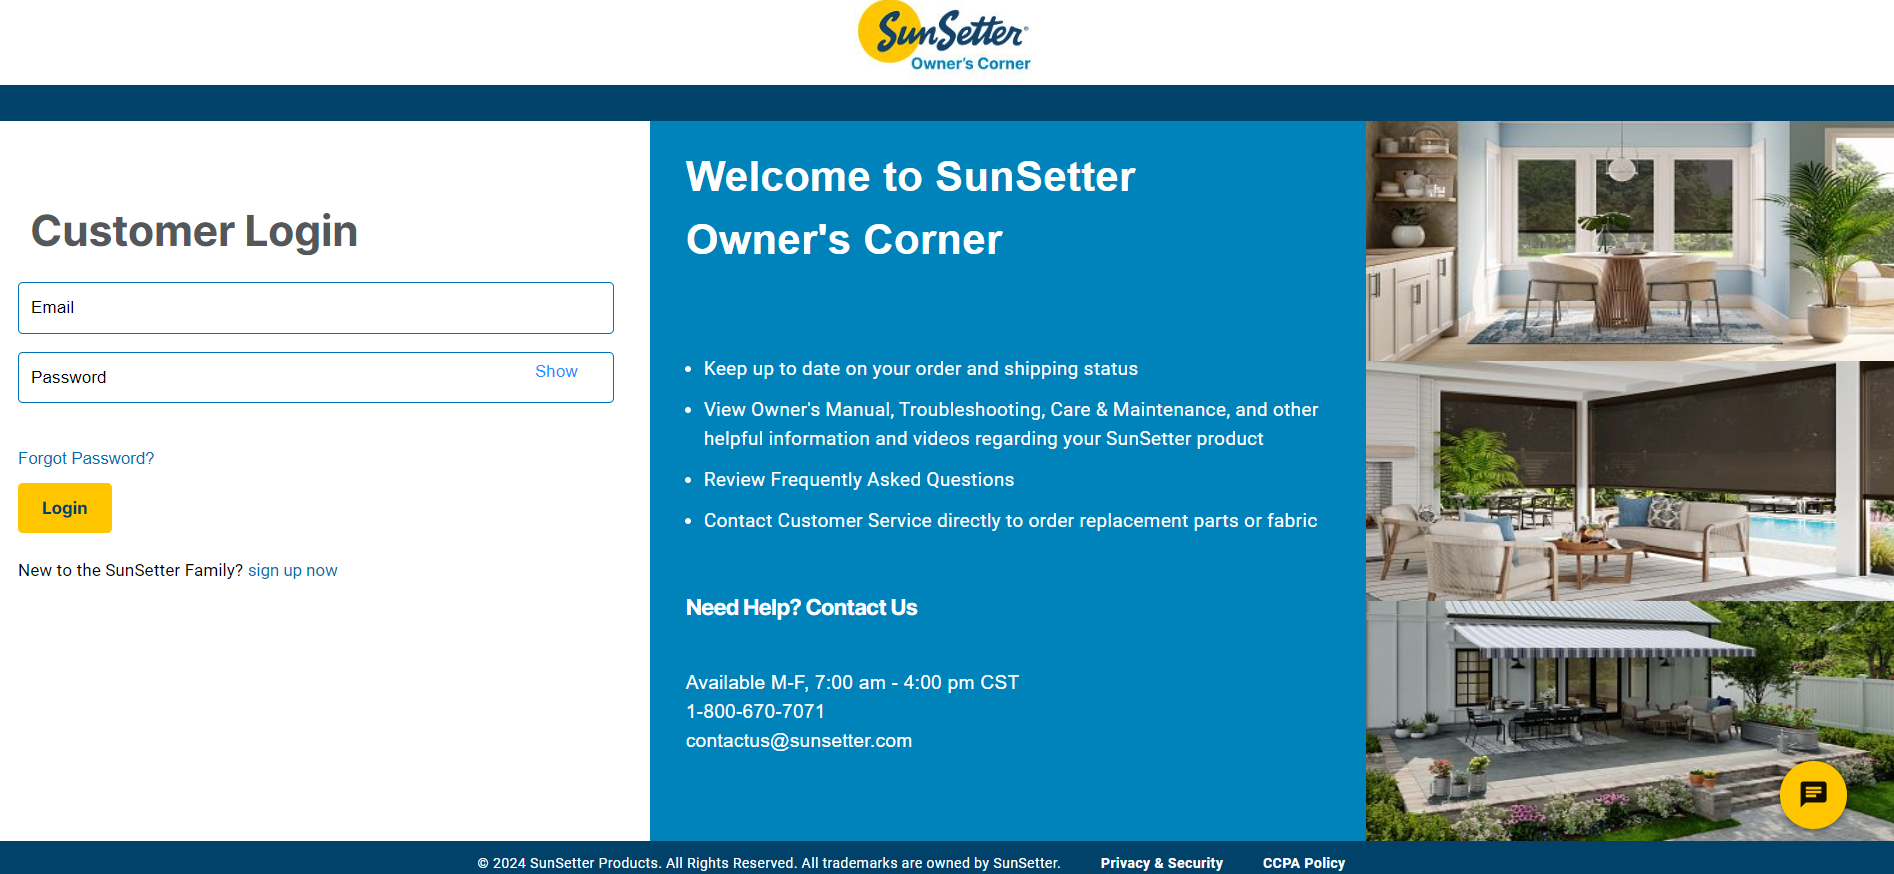 SunSetter®
Owner's Corner
Customer Login
Email
Password
Show
Forgot Password?
Login
New to the SunSetter Family? sign up now
Welcome to SunSetter
Owner's Corner
• Keep up to date on your order and shipping status
• View Owner's Manual, Troubleshooting, Care & Maintenance, and other
helpful information and videos regarding your SunSetter product
• Review Frequently Asked Questions
• Contact Customer Service directly to order replacement parts or fabric
Need Help? Contact Us
Available M-F, 7:00 am - 4:00 pm CST
1-800-670-7071
contactus@sunsetter.com
© 2024 SunSetter Products. All Rights Reserved. All trademarks are owned by SunSetter.
Privacy & Security
CCPA Policy